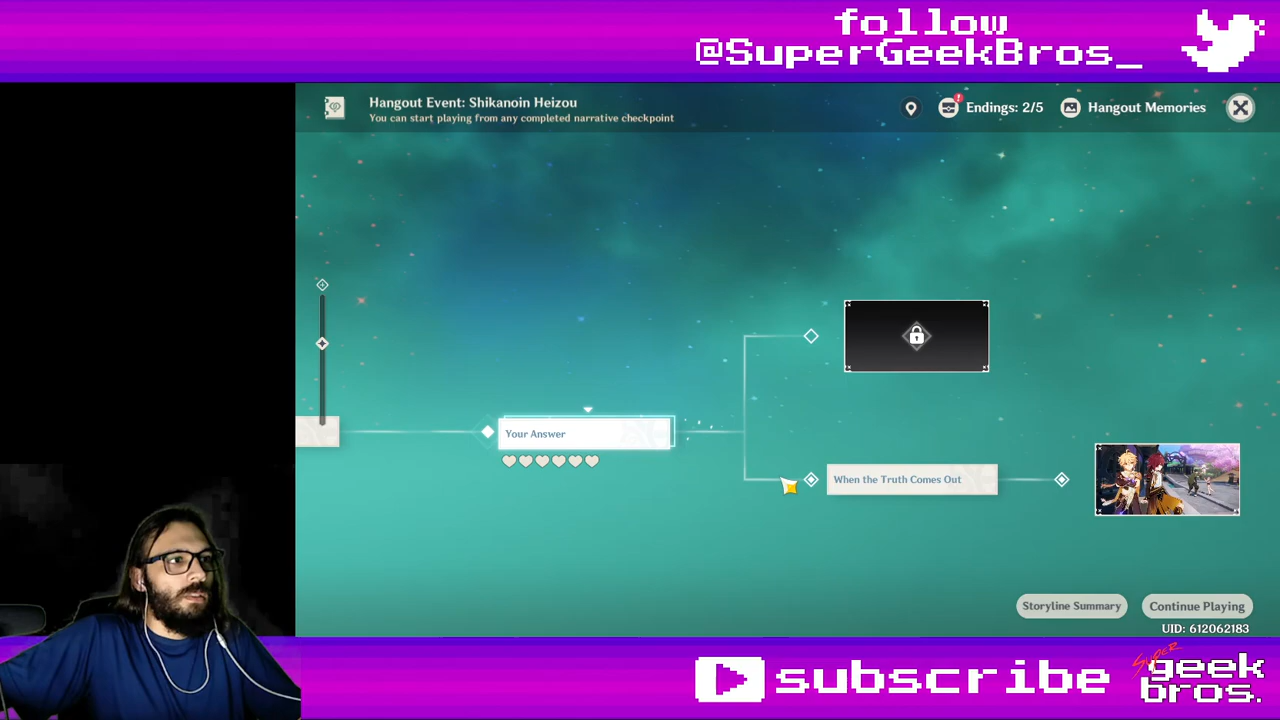 follow
@SuperGeekBros_
Hangout Event: Shikanoin Heizou
You can start playing from any completed narrative checkpoint
Endings: 2/5
Hangout Memories
Your Answer
When the Truth Comes Out
Storyline Summary
Continue Playing
UID: 612062183
subscribe
SUPER
geek
bros.